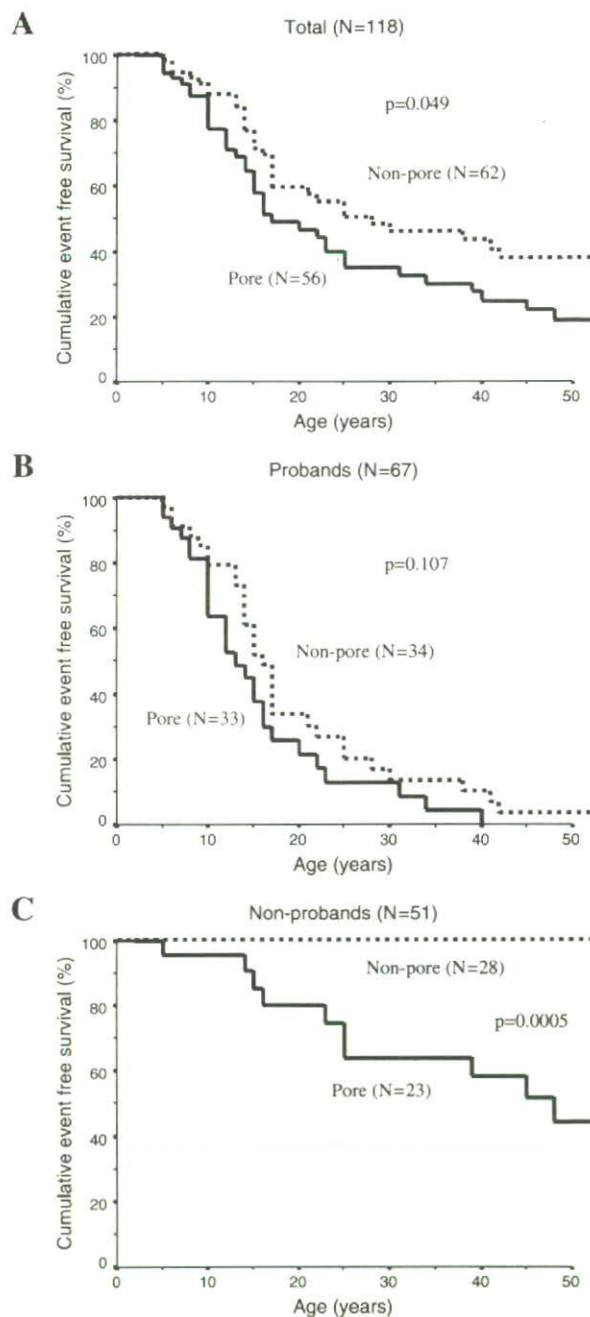 A
Total (N=118)
Cumulative event free survival (%)
100
80
60
40
20
0
p=0.049
Non-pore (N=62)
Pore (N=56)
0 10 20 30 40 50
Age (years)
B
Probands (N=67)
Cumulative event free survival (%)
100
80
60
40
20
0
p=0.107
Non-pore (N=34)
Pore (N=33)
0 10 20 30 40 50
Age (years)
C
Non-probands (N=51)
Cumulative event free survival (%)
100
80
60
40
20
0
Non-pore (N=28)
p=0.0005
Pore (N=23)
0 10 20 30 40 50
Age (years)